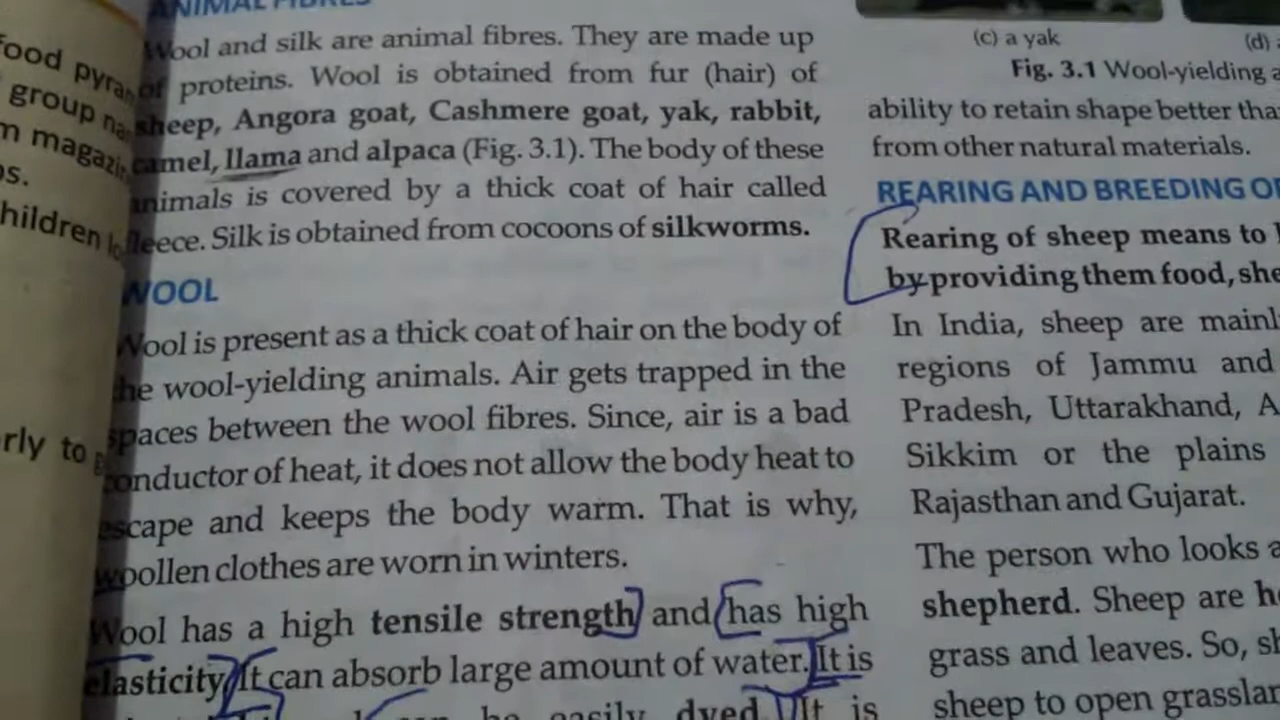 ANIMAL FIBRES
Wool and silk are animal fibres. They are made up
of proteins. Wool is obtained from fur (hair) of
sheep, Angora goat, Cashmere goat, yak, rabbit,
camel, llama and alpaca (Fig. 3.1). The body of these
animals is covered by a thick coat of hair called
fleece. Silk is obtained from cocoons of silkworms.
WOOL
Wool is present as a thick coat of hair on the body of
the wool-yielding animals. Air gets trapped in the
spaces between the wool fibres. Since, air is a bad
conductor of heat, it does not allow the body heat to
escape and keeps the body warm. That is why,
woollen clothes are worn in winters.
Wool has a high tensile strength and has high
elasticity. It can absorb large amount of water. It is
be easily dyed. It is
(c) a yak
(d)
Fig. 3.1 Wool-yielding
ability to retain shape better
from other natural materials.
REARING AND BREEDING
Rearing of sheep means to
by providing them food,
In India, sheep are
regions of Jammu and
Pradesh, Uttarakhand,
Sikkim or the plains
Rajasthan and Gujarat.
The person who looks
shepherd. Sheep are
grass and leaves. So,
sheep to open
food
group
hildren
rly to